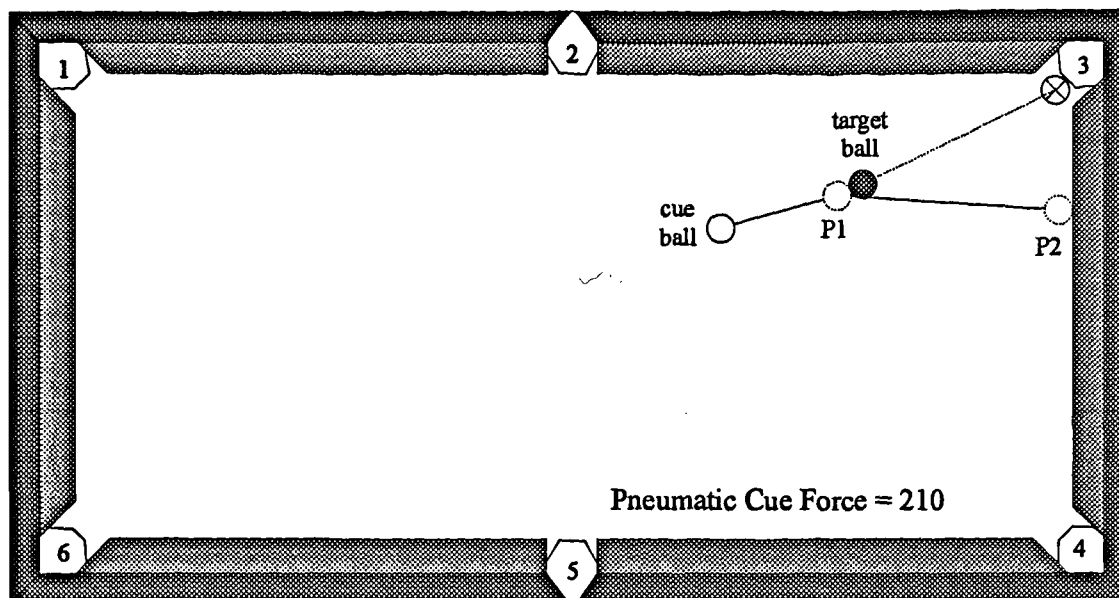 1
2
3
target
ball
cue
ball
P1
P2
Pneumatic Cue Force = 210
6
5
4